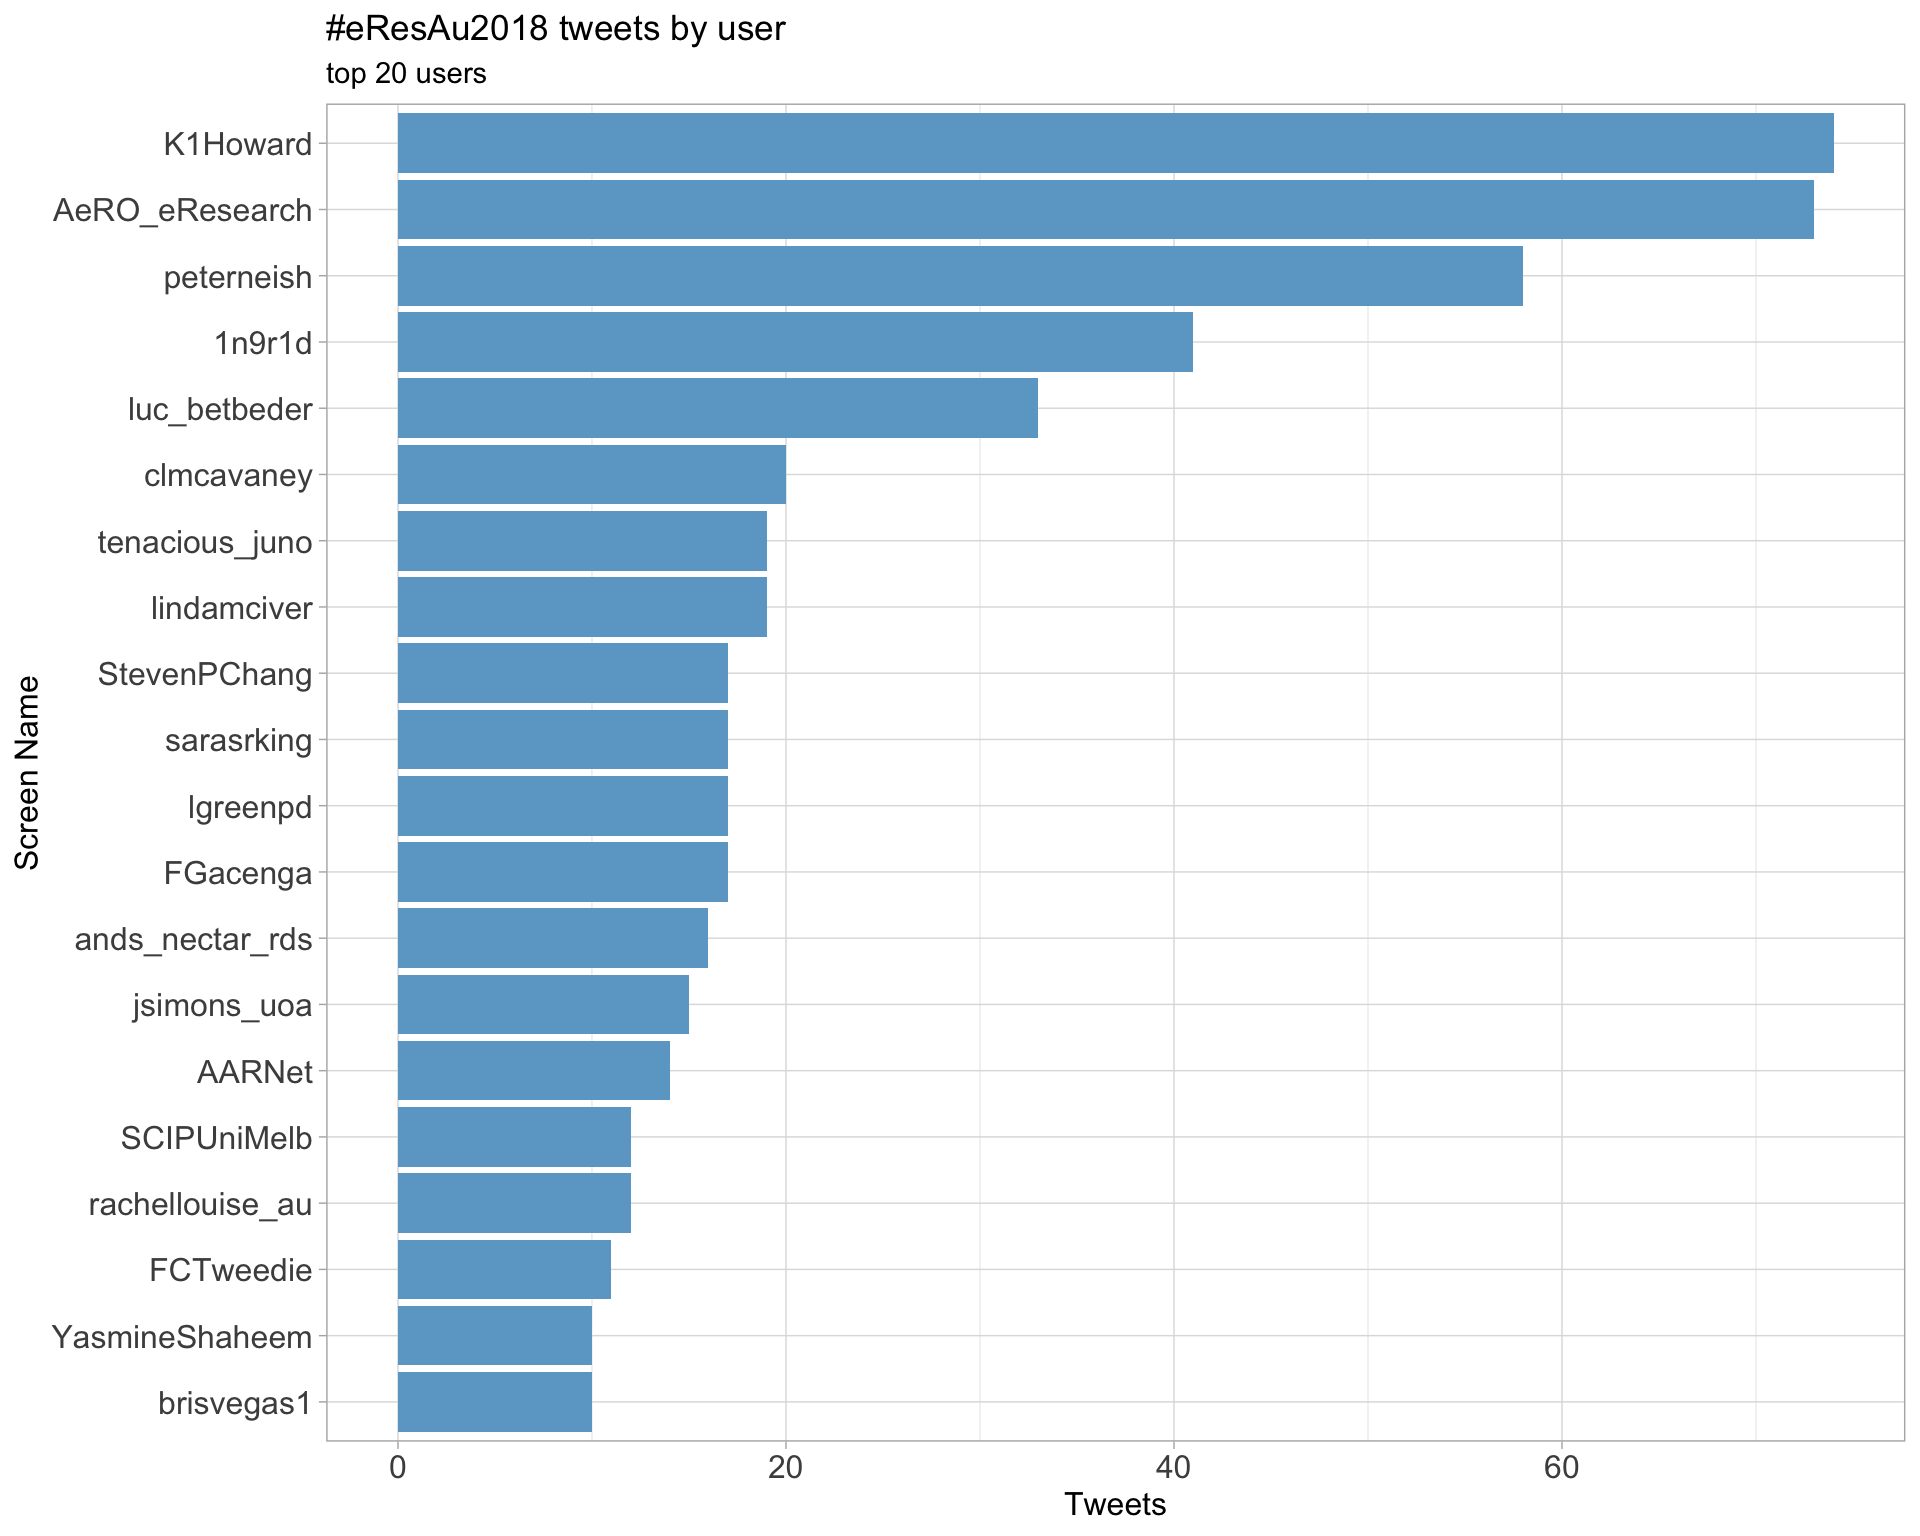 #eResAu2018 tweets by user
top 20 users
K1Howard
AeRO_eResearch
peterneish
1n9r1d
luc_betbeder
clmcavaney
tenacious_juno
lindamciver
StevenPChang
sarasrking
lgreenpd
FGacenga
ands_nectar_rds
jsimons_uoa
AARNet
SCIPUniMelb
rachellouise_au
FCTweedie
YasmineShaheem
brisvegas1
Screen Name
0 20 40 60
Tweets